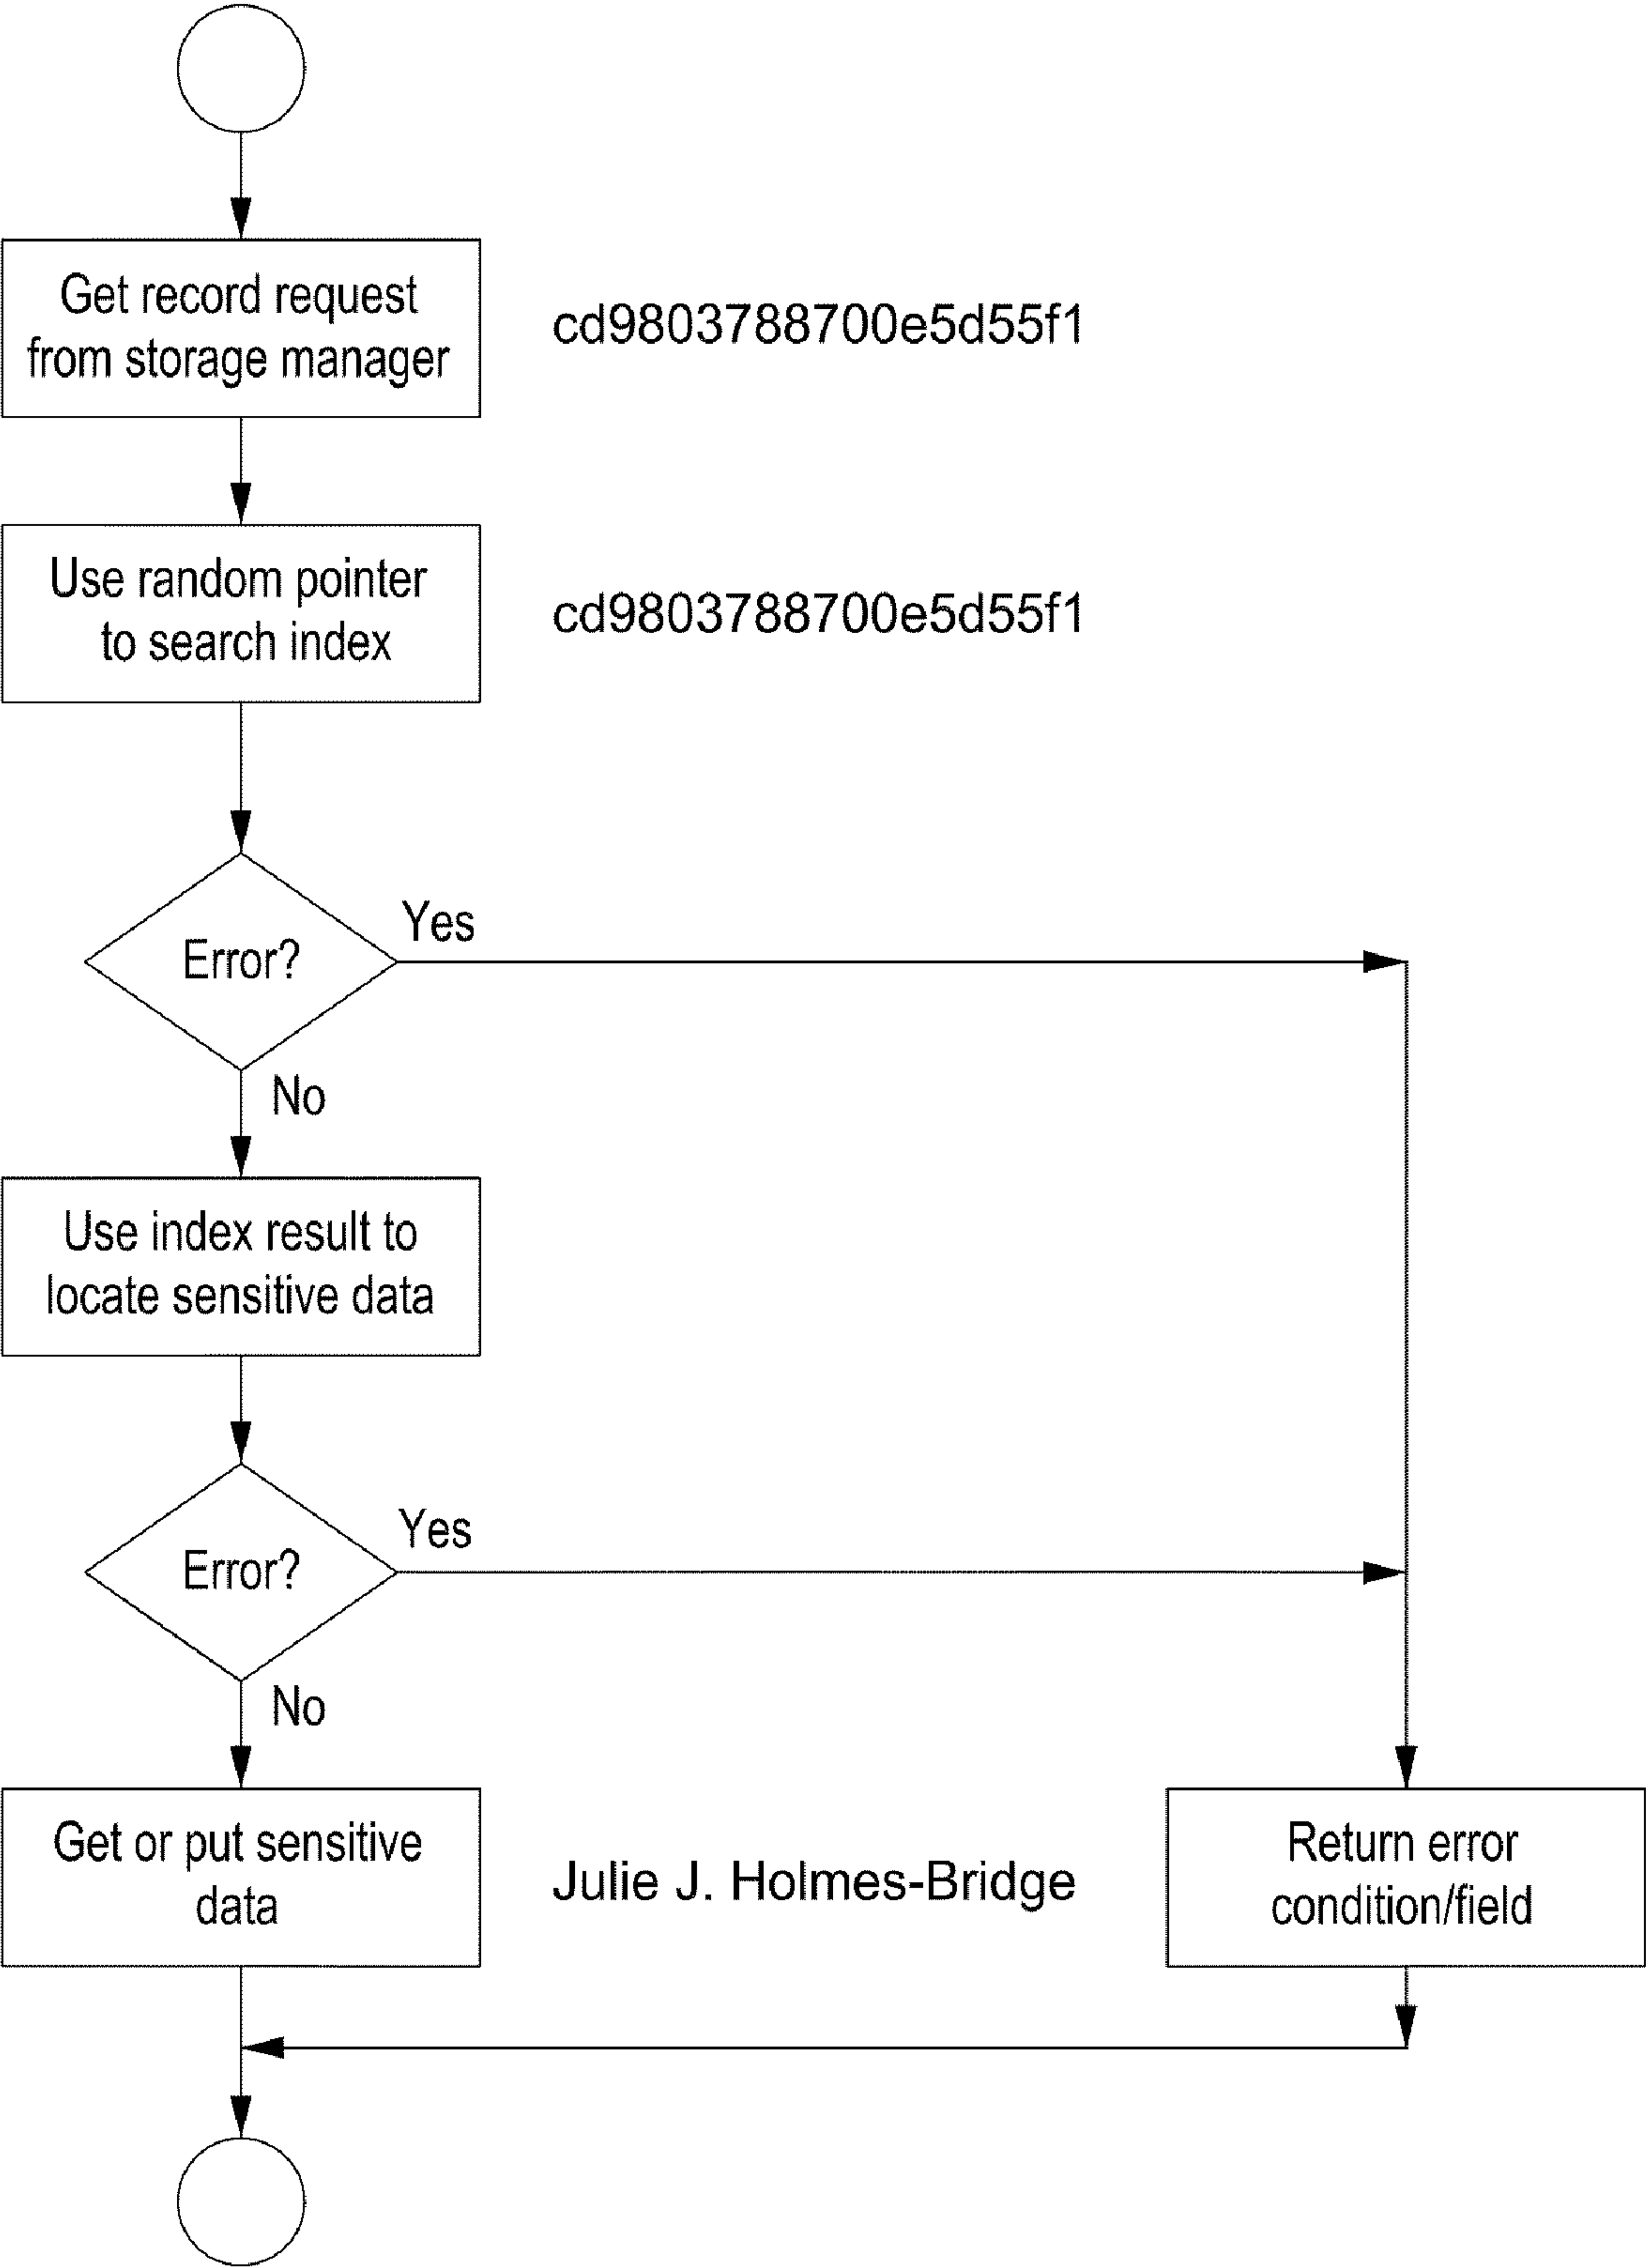 Get record request
from storage manager
cd9803788700e5d55f1
Use random pointer
to search index
cd9803788700e5d55f1
Error?
Yes
No
Use index result to
locate sensitive data
Error?
Yes
No
Get or put sensitive
data
Julie J. Holmes-Bridge
Return error
condition/field